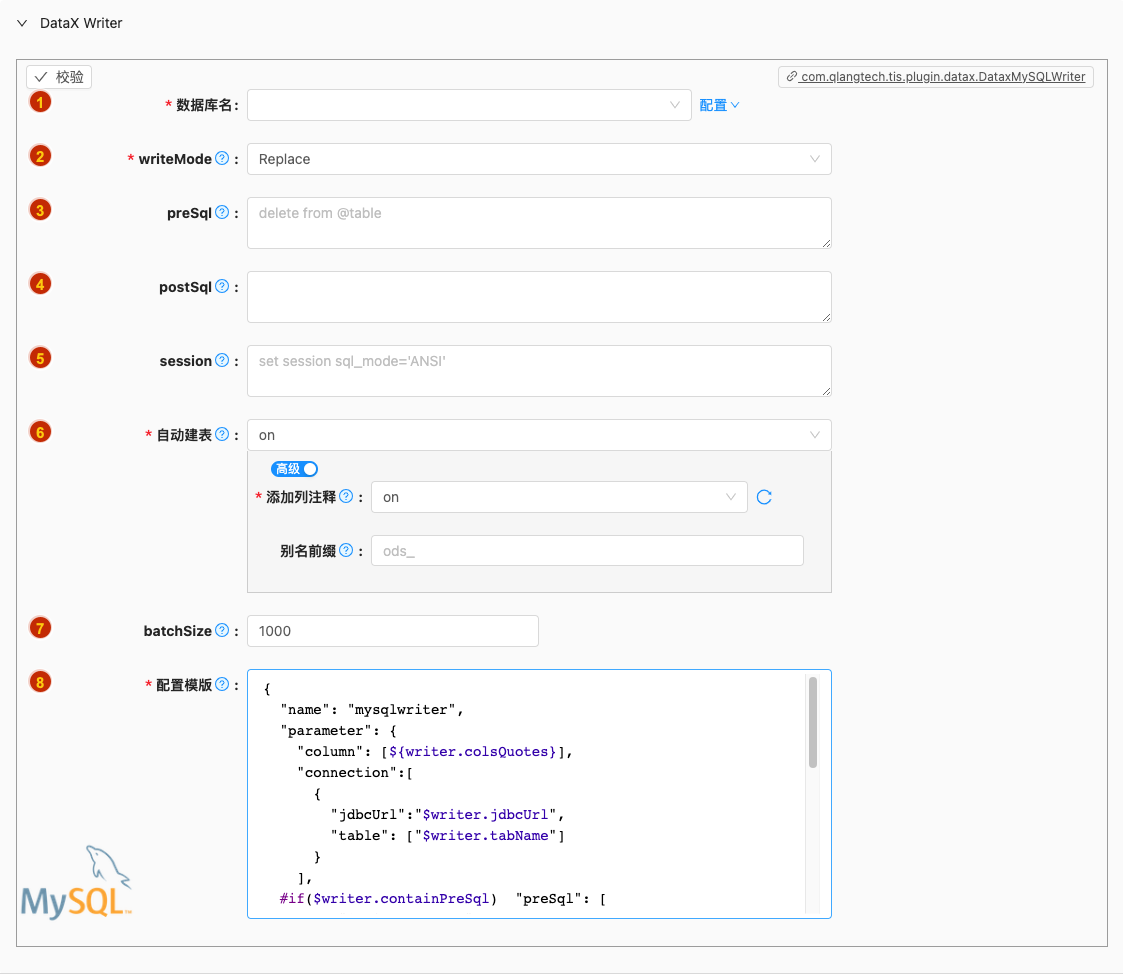 DataX Writer
校验
com.qlangtech.tis.plugin.datax.DataxMySQLWriter
1 * 数据库名: 配置
2 * writeMode ? : Replace
3 preSql ? : delete from @table
4 postSql ? :
5 session ? : set session sql_mode='ANSI'
6 * 自动建表 ? : on
高级
* 添加列注释 ? : on
别名前缀 ? : ods_
7 batchSize ? : 1000
8 * 配置模版 ? : {
"name": "mysqlwriter",
"parameter": {
"column": [${writer.colsQuotes}],
"connection":[
{
"jdbcUrl":"$writer.jdbcUrl",
"table": ["$writer.tabName"]
}
],
#if($writer.containPreSql)  "preSql": [
MySQL™